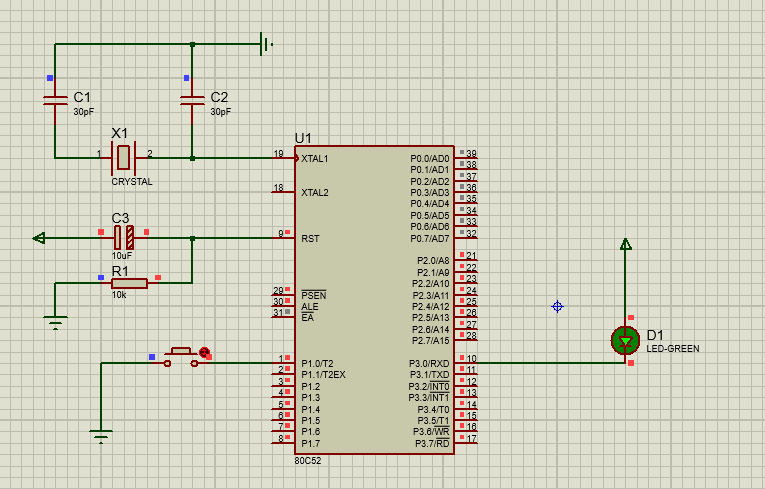 C1
30pF
C2
30pF
X1
1
2
CRYSTAL
C3
10uF
R1
10k
U1
19
XTAL1
18
XTAL2
9
RST
29
PSEN
30
ALE
31
EA
1
P1.0/T2
2
P1.1/T2EX
3
P1.2
4
P1.3
5
P1.4
6
P1.5
7
P1.6
8
P1.7
P0.0/AD0
39
P0.1/AD1
38
P0.2/AD2
37
P0.3/AD3
36
P0.4/AD4
35
P0.5/AD5
34
P0.6/AD6
33
P0.7/AD7
32
P2.0/A8
21
P2.1/A9
22
P2.2/A10
23
P2.3/A11
24
P2.4/A12
25
P2.5/A13
26
P2.6/A14
27
P2.7/A15
28
P3.0/RXD
10
P3.1/TXD
11
P3.2/INT0
12
P3.3/INT1
13
P3.4/T0
14
P3.5/T1
15
P3.6/WR
16
P3.7/RD
17
80C52
D1
LED-GREEN